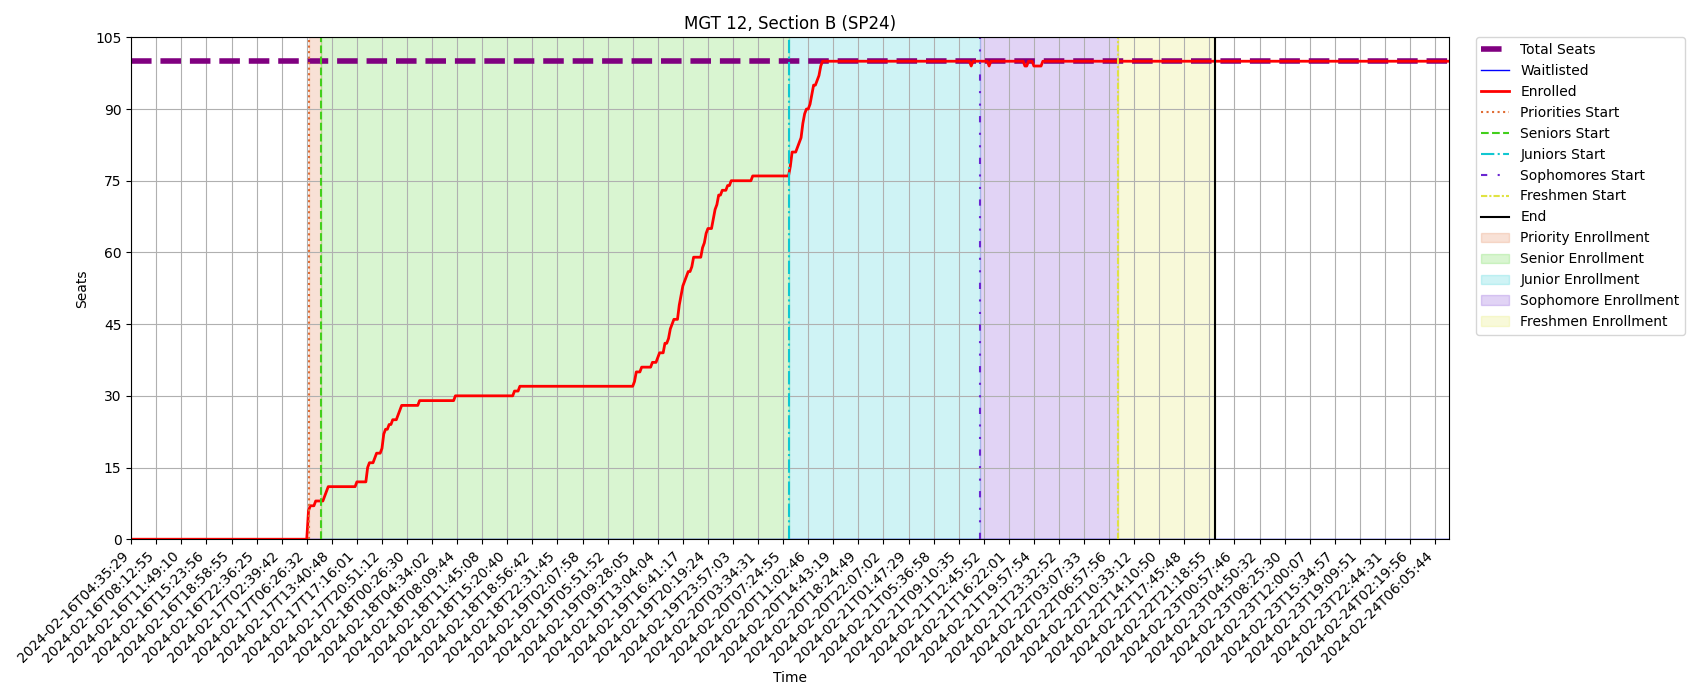 MGT 12, Section B (SP24)
105
90
75
60
45
30
15
0
Seats
2024-02-16T04:35:29
2024-02-16T08:12:55
2024-02-16T11:49:10
2024-02-16T15:23:56
2024-02-16T18:58:55
2024-02-16T22:36:25
2024-02-17T02:39:42
2024-02-17T06:26:32
2024-02-17T13:40:48
2024-02-17T17:16:01
2024-02-17T20:51:12
2024-02-18T00:26:30
2024-02-18T04:34:02
2024-02-18T08:09:44
2024-02-18T11:45:08
2024-02-18T15:20:40
2024-02-18T18:56:42
2024-02-18T22:31:45
2024-02-19T02:07:58
2024-02-19T05:51:52
2024-02-19T09:28:05
2024-02-19T13:04:04
2024-02-19T16:41:17
2024-02-19T20:19:24
2024-02-19T23:57:03
2024-02-20T03:34:31
2024-02-20T07:24:55
2024-02-20T11:02:46
2024-02-20T14:43:19
2024-02-20T18:24:49
2024-02-20T22:07:02
2024-02-21T01:47:29
2024-02-21T05:36:58
2024-02-21T09:10:35
2024-02-21T12:45:52
2024-02-21T16:22:01
2024-02-21T19:57:54
2024-02-21T23:32:52
2024-02-22T03:07:33
2024-02-22T06:57:56
2024-02-22T10:33:12
2024-02-22T14:10:50
2024-02-22T17:45:48
2024-02-22T21:18:55
2024-02-23T00:57:46
2024-02-23T04:50:32
2024-02-23T08:25:30
2024-02-23T12:00:07
2024-02-23T15:34:57
2024-02-23T19:09:51
2024-02-23T22:44:31
2024-02-24T02:19:56
2024-02-24T06:05:44
Time
Total Seats
Waitlisted
Enrolled
Priorities Start
Seniors Start
Juniors Start
Sophomores Start
Freshmen Start
End
Priority Enrollment
Senior Enrollment
Junior Enrollment
Sophomore Enrollment
Freshmen Enrollment